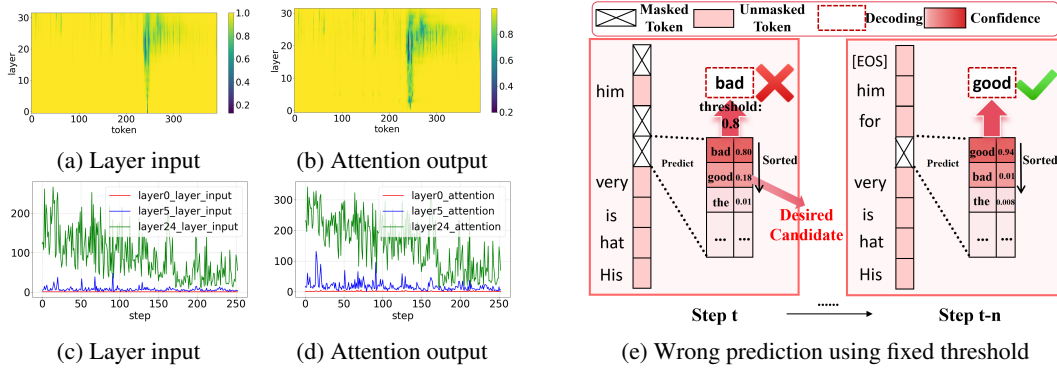 30
20
10
0
layer
0
100
200
300
token
1.0
0.8
0.6
0.4
0.2
(a) Layer input
30
20
10
0
layer
0
100
200
300
token
0.8
0.6
0.4
0.2
(b) Attention output
200
100
0
layer0_layer_input
layer5_layer_input
layer24_layer_input
0 50 100 150 200 250
step
(c) Layer input
300
200
100
0
layer0_attention
layer5_attention
layer24_attention
0 50 100 150 200 250
step
(d) Attention output
Masked Token
Unmasked Token
Decoding
Confidence
him
very
is
hat
His
bad
threshold:
0.8
Predict
bad 0.80
good 0.18
the 0.01
... ...
Sorted
Desired
Candidate
Step t
......
[EOS]
him
for
very
is
hat
His
good
Predict
good 0.94
bad 0.01
the 0.008
... ...
Sorted
Step t-n
(e) Wrong prediction using fixed threshold